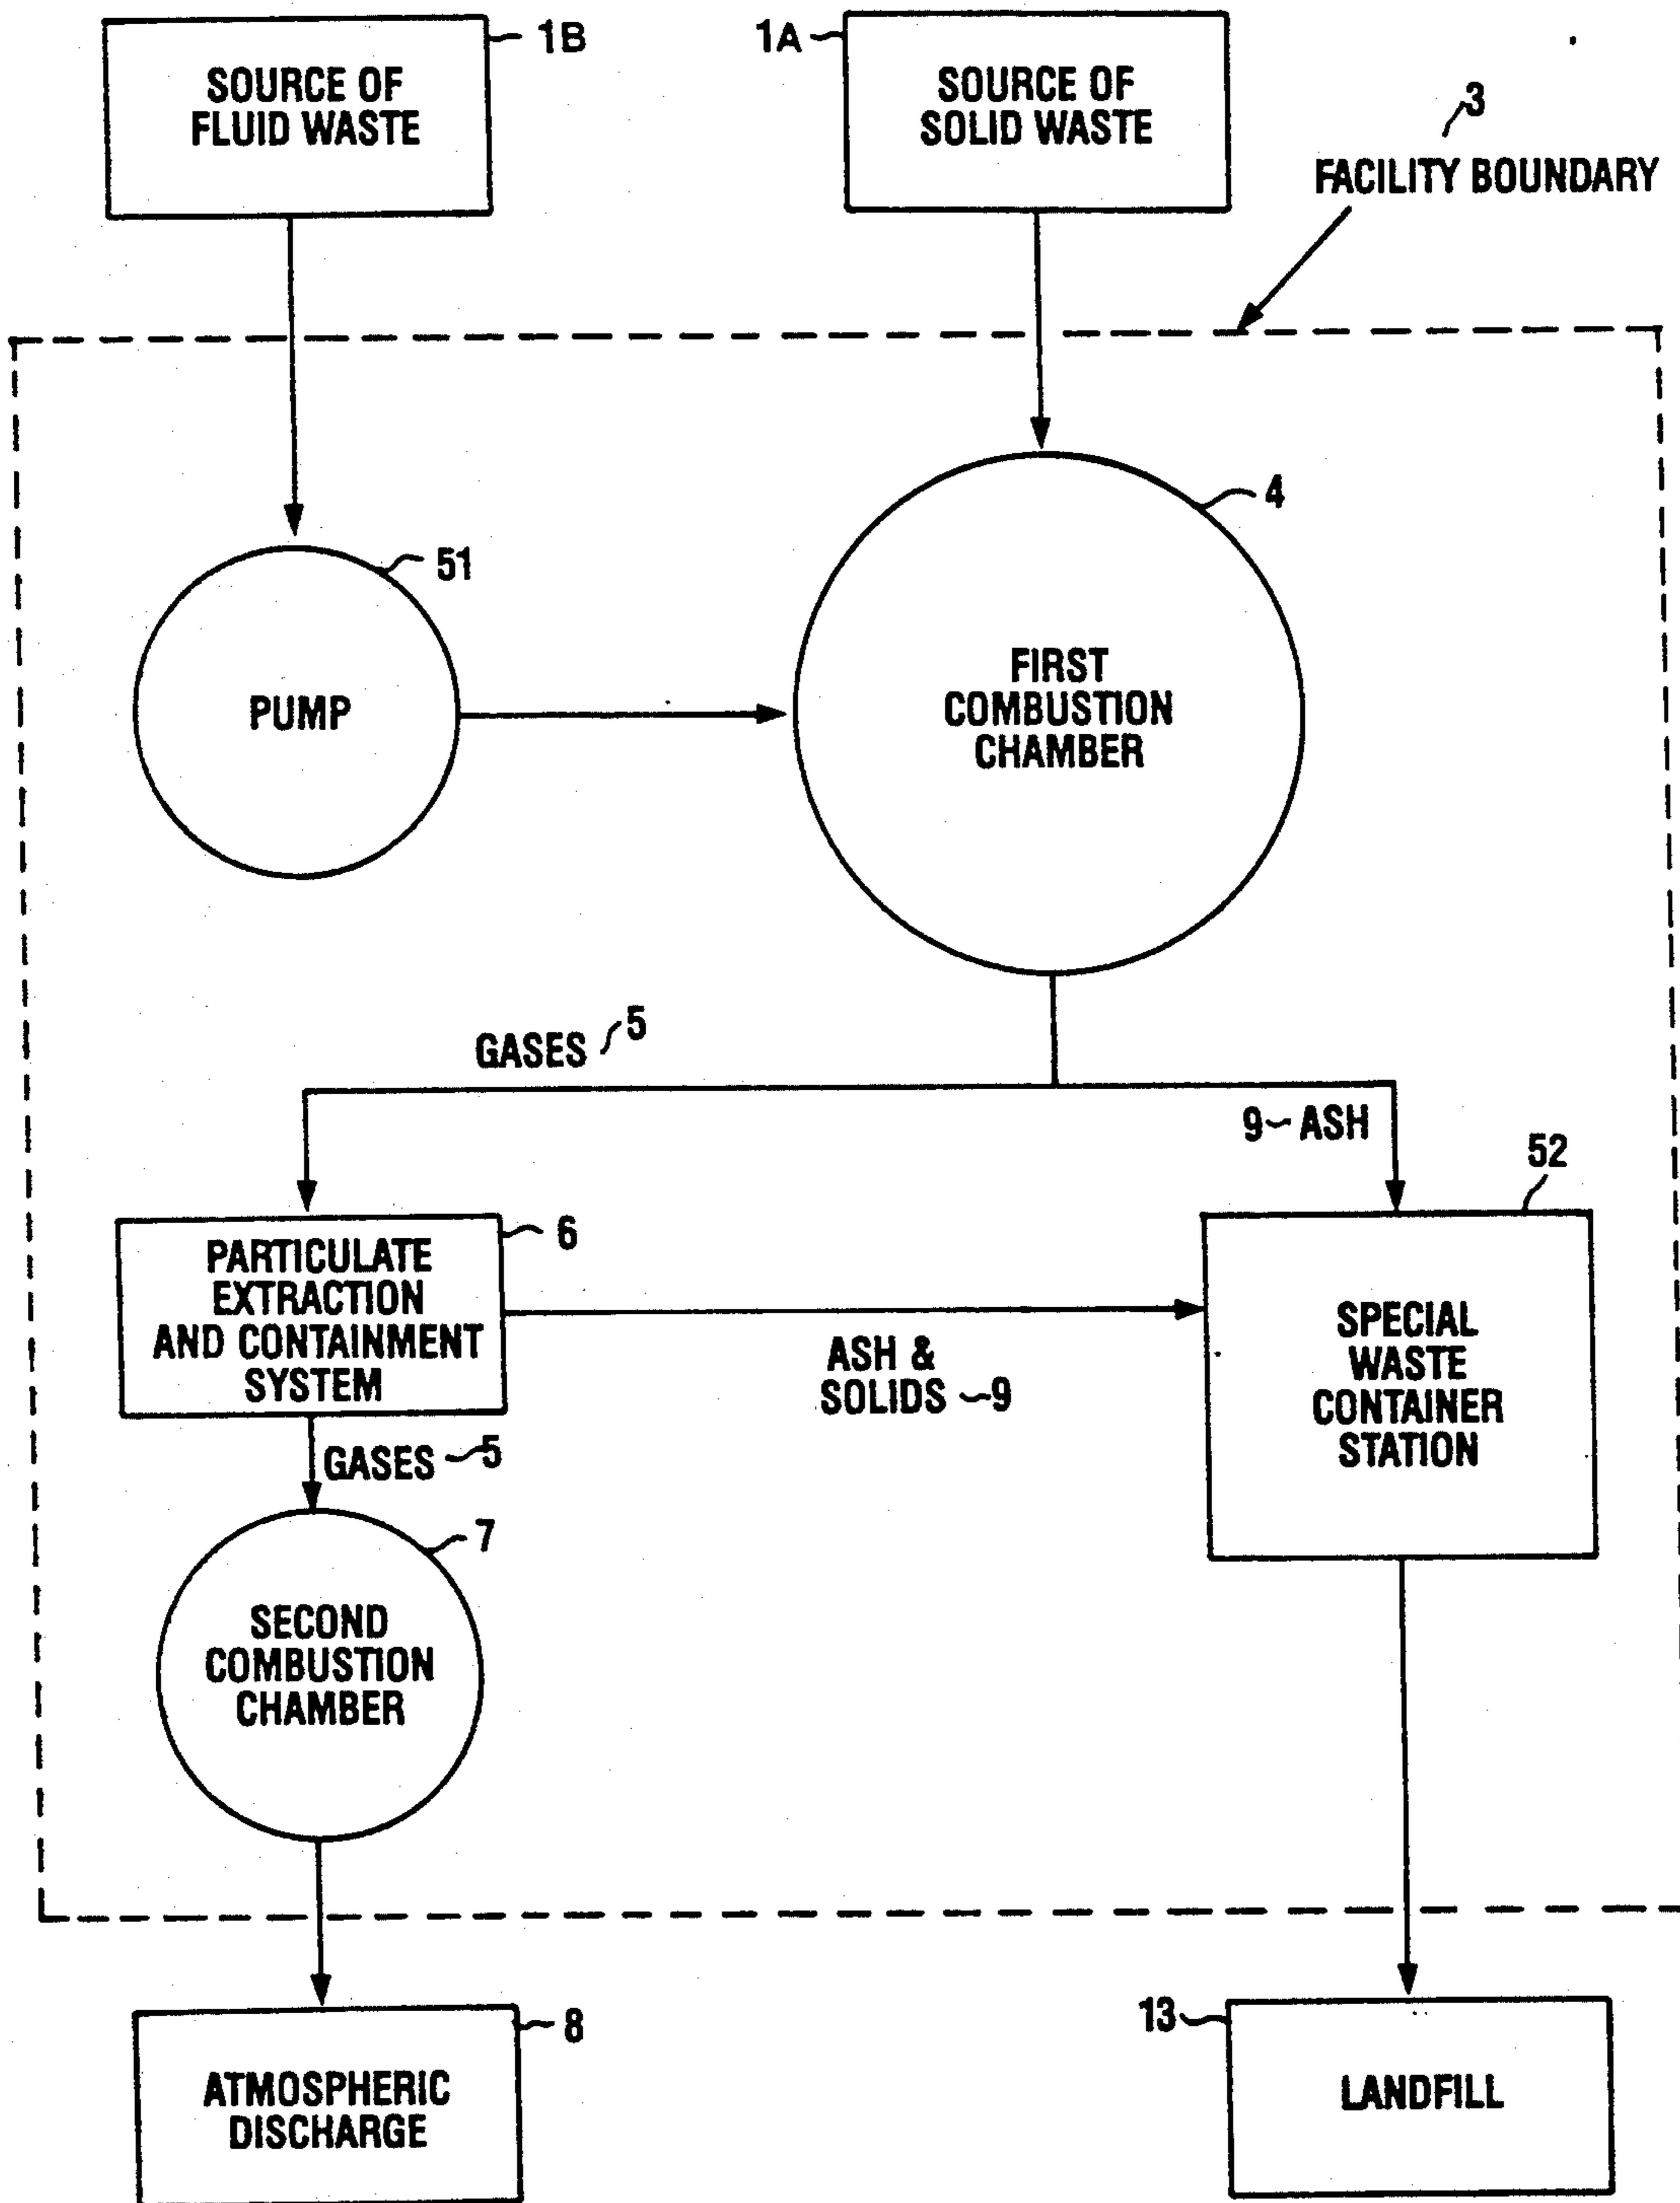 1B
SOURCE OF
FLUID WASTE
1A
SOURCE OF
SOLID WASTE
3
FACILITY BOUNDARY
51
PUMP
4
FIRST
COMBUSTION
CHAMBER
GASES 5
9 ASH
6
PARTICULATE
EXTRACTION
AND CONTAINMENT
SYSTEM
ASH &
SOLIDS 9
52
SPECIAL
WASTE
CONTAINER
STATION
GASES 5
7
SECOND
COMBUSTION
CHAMBER
8
ATMOSPHERIC
DISCHARGE
13
LANDFILL